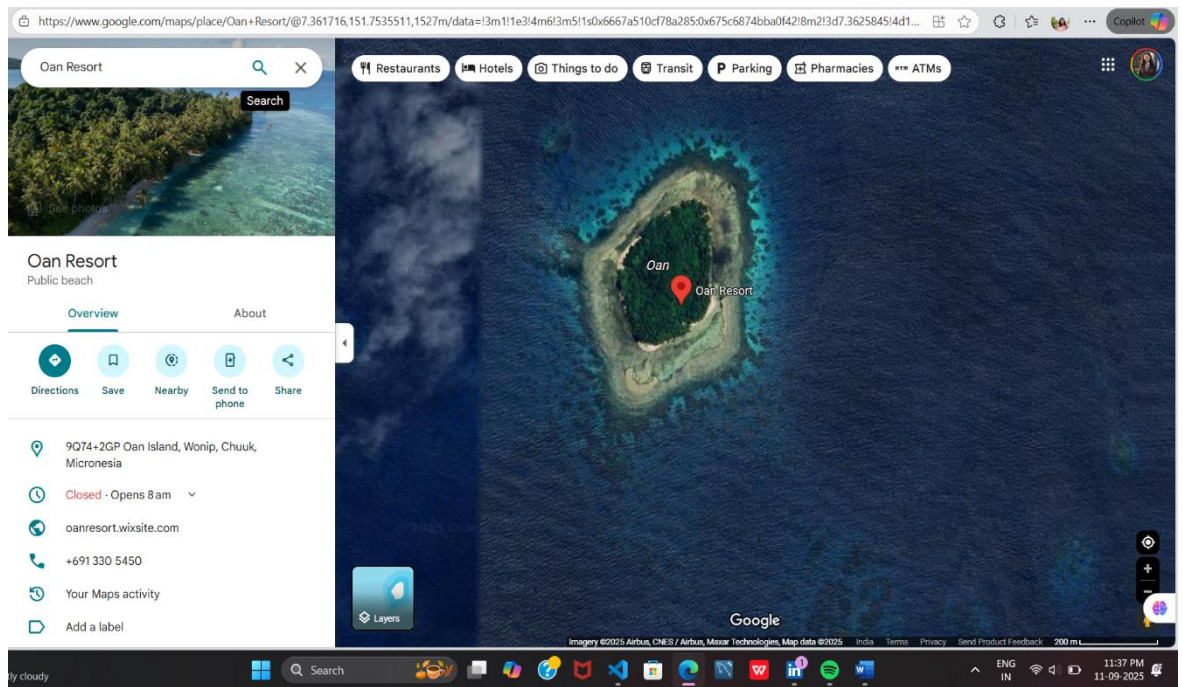 https://www.google.com/maps/place/Oan+Resort/@7.361716,151.7535511,1527m/data=!3m1!1e3!4m6!3m5!1s0x6667a510cf78a285:0x675c6874bba0f42!8m2!3d7.3625845!4d1...
Copilot
Oan Resort
Search
See photos
Restaurants
Hotels
Things to do
Transit
P Parking
Pharmacies
ATM ATMs
Oan Resort
Public beach
Overview
About
Directions
Save
Nearby
Send to phone
Share
9Q74+2GP Oan Island, Wonip, Chuuk,
Micronesia
Closed · Opens 8 am
oanresort.wixsite.com
+691 330 5450
Your Maps activity
Add a label
Oan
Oan Resort
Layers
Google
Imagery ©2025 Airbus, CNES / Airbus, Maxar Technologies, Map data ©2025 India Terms Privacy Send Product Feedback 200 m
tly cloudy
Search
W
in
W
ENG
IN
11:37 PM
11-09-2025